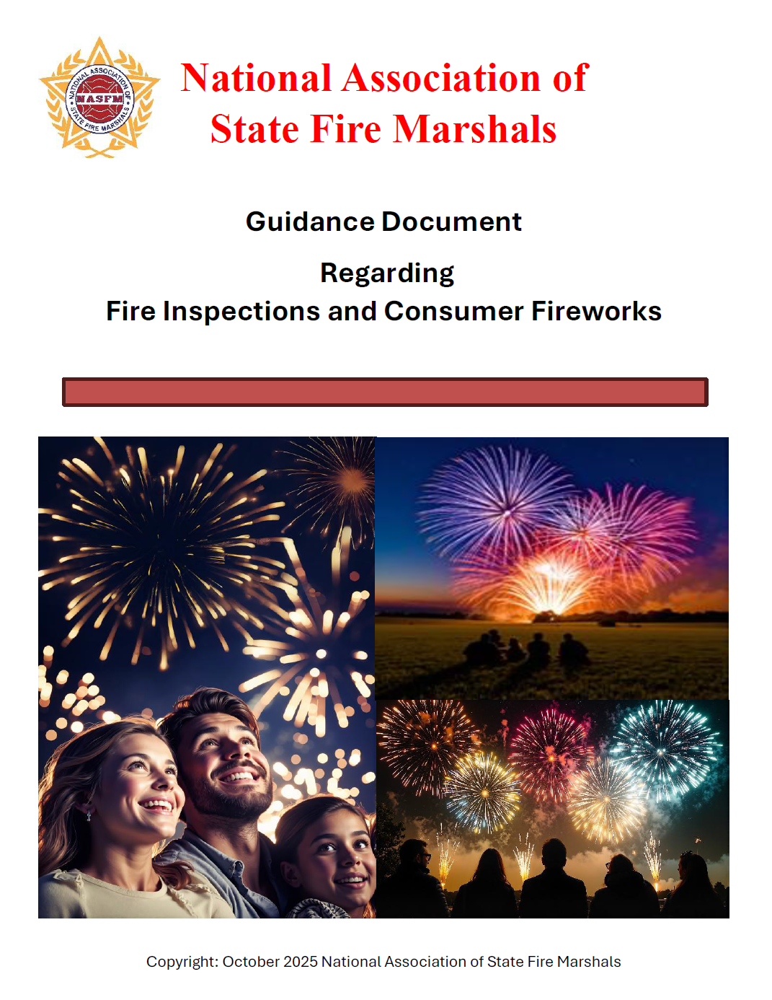 National Association of
State Fire Marshals
NATIONAL ASSOCIATION OF
NASFM
STATE FIRE MARSHALS
Guidance Document
Regarding
Fire Inspections and Consumer Fireworks
Copyright: October 2025 National Association of State Fire Marshals